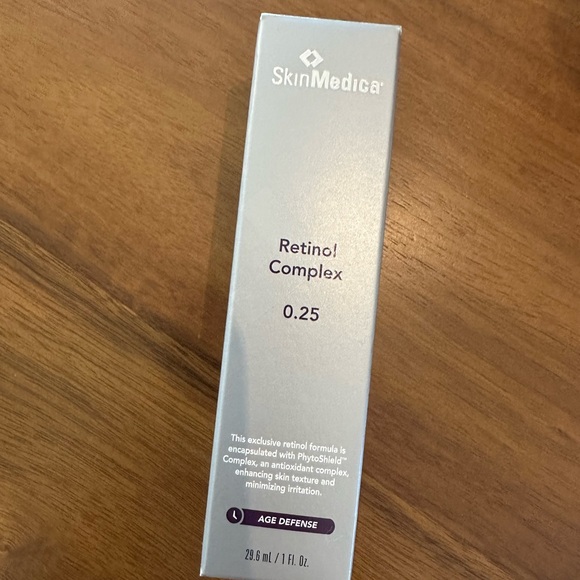 SkinMedica®
Retinol
Complex
0.25
This exclusive retinol formula is
encapsulated with PhytoShield™
Complex, an antioxidant complex,
enhancing skin texture and
minimizing irritation.
AGE DEFENSE
29.6 mL / 1 Fl. Oz.